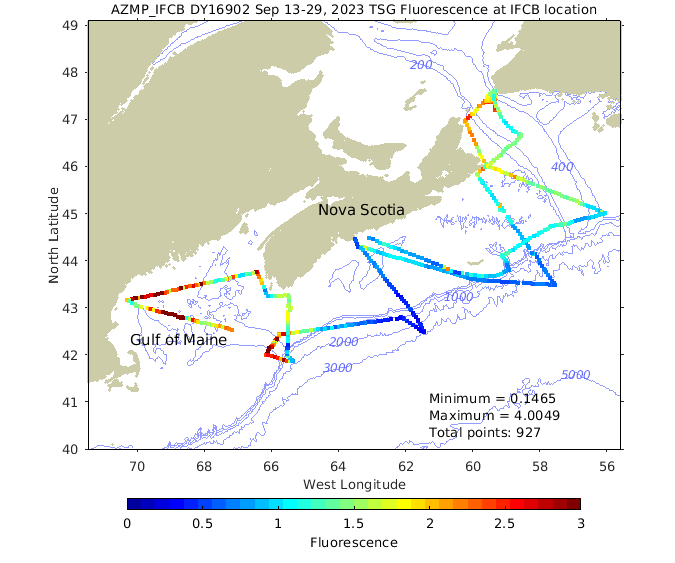 AZMP_IFCB DY16902 Sep 13-29, 2023 TSG Fluorescence at IFCB location
49
48
47
46
45
44
43
42
41
40
North Latitude
200
400
Nova Scotia
1000
Gulf of Maine
2000
3000
5000
Minimum = 0.1465
Maximum = 4.0049
Total points: 927
70 68 66 64 62 60 58 56
West Longitude
0 0.5 1 1.5 2 2.5 3
Fluorescence